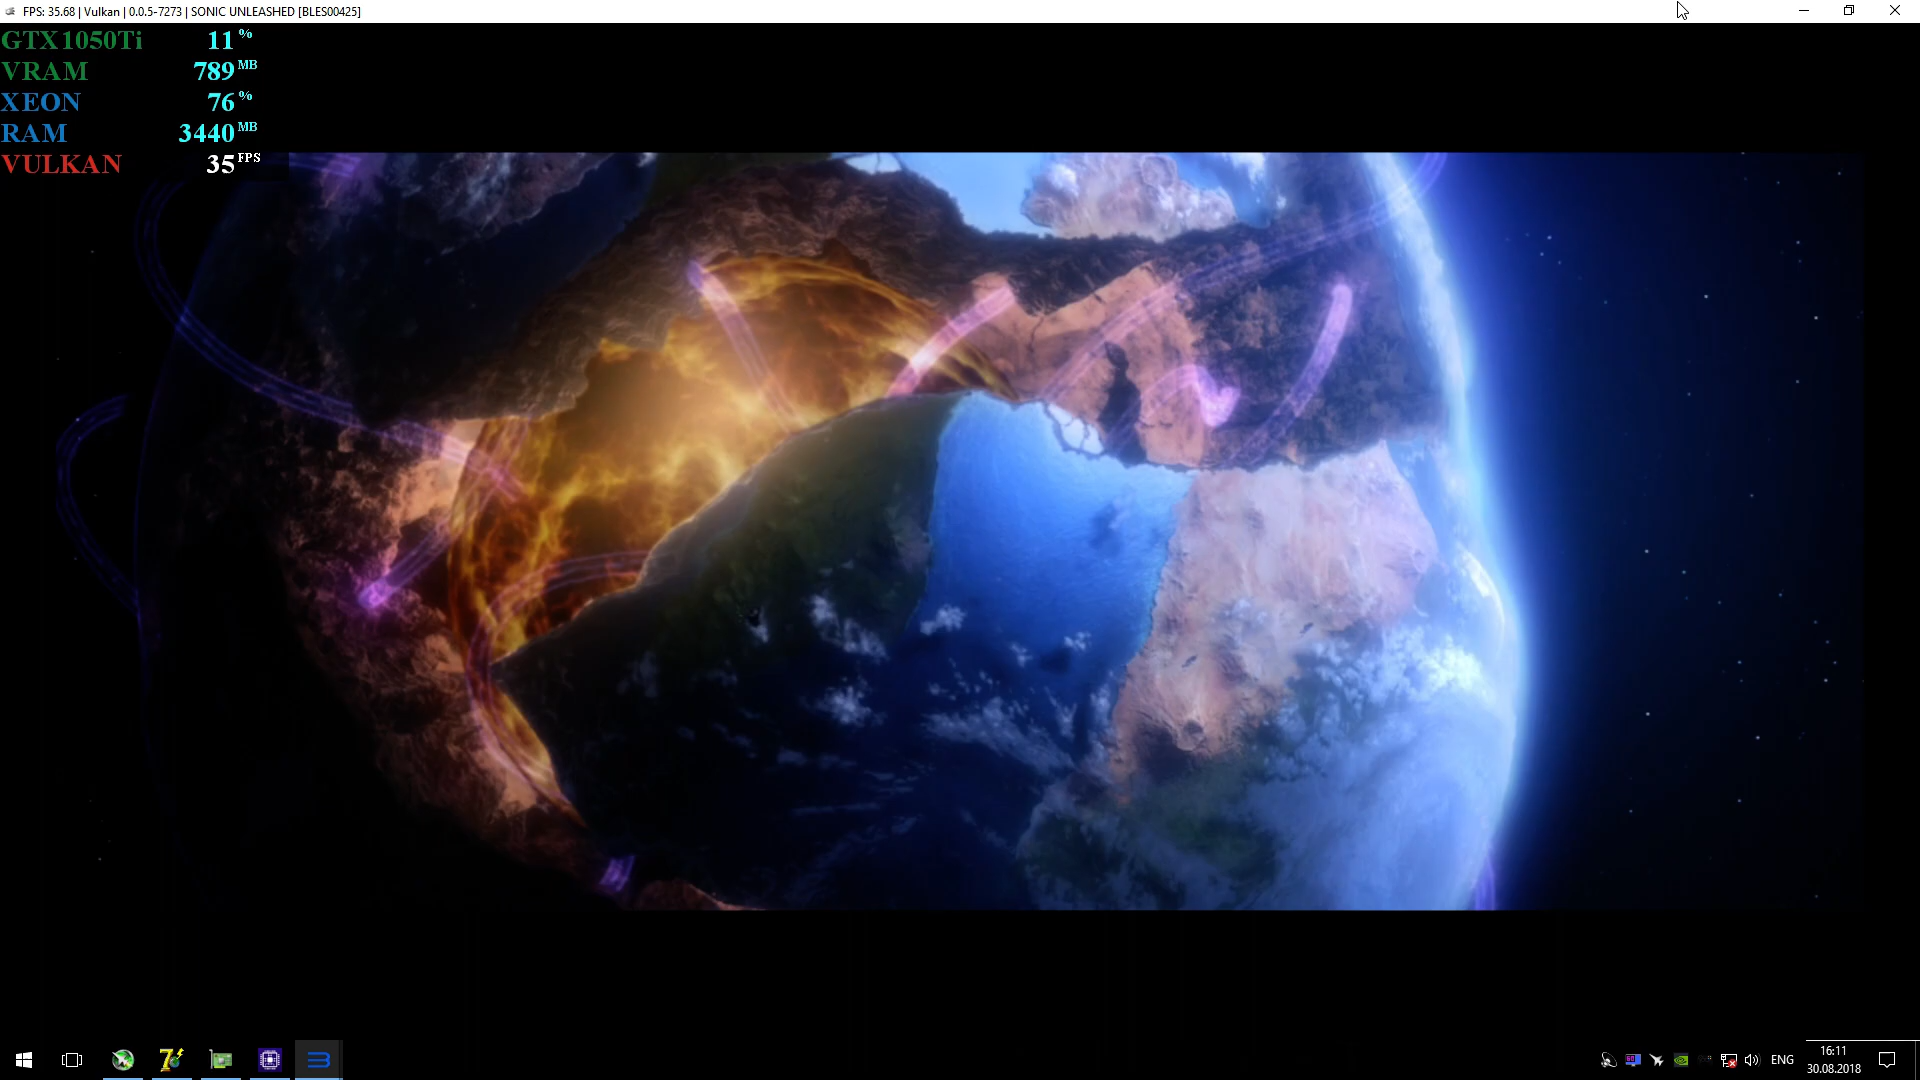 FPS: 35.68 | Vulkan | 0.0.5-7273 | SONIC UNLEASHED [BLES00425]
GTX1050Ti 11 %
VRAM 789 MB
XEON 76 %
RAM 3440 MB
VULKAN 35 FPS
ENG
16:11
30.08.2018